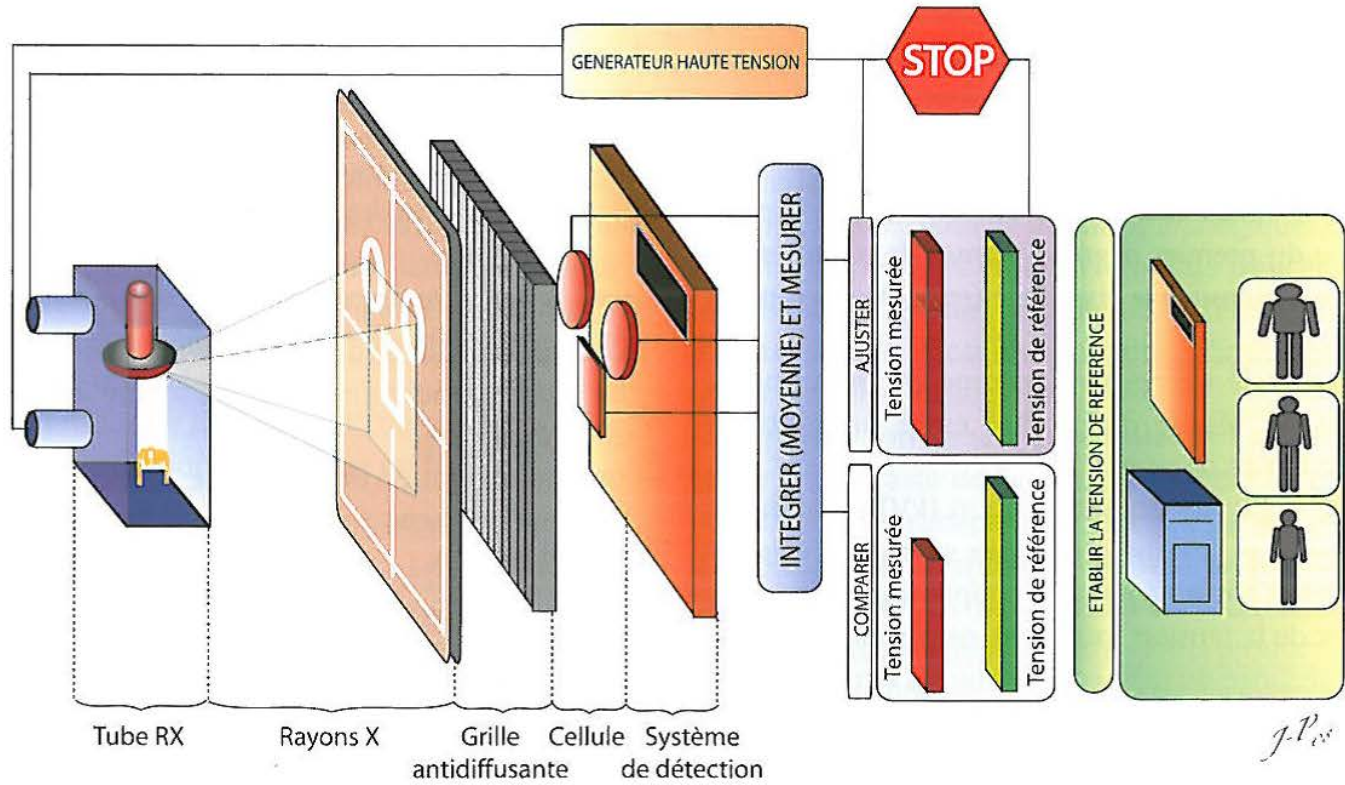 GENERATEUR HAUTE TENSION
STOP
INTÉGRER (MOYENNE) ET MESURER
AJUSTER
Tension mesurée
Tension de référence
COMPARER
Tension mesurée
Tension de référence
ETABLIR LA TENSION DE REFERENCE
Tube RX
Rayons X
Grille
antidiffusante
Cellule
Système
de détection